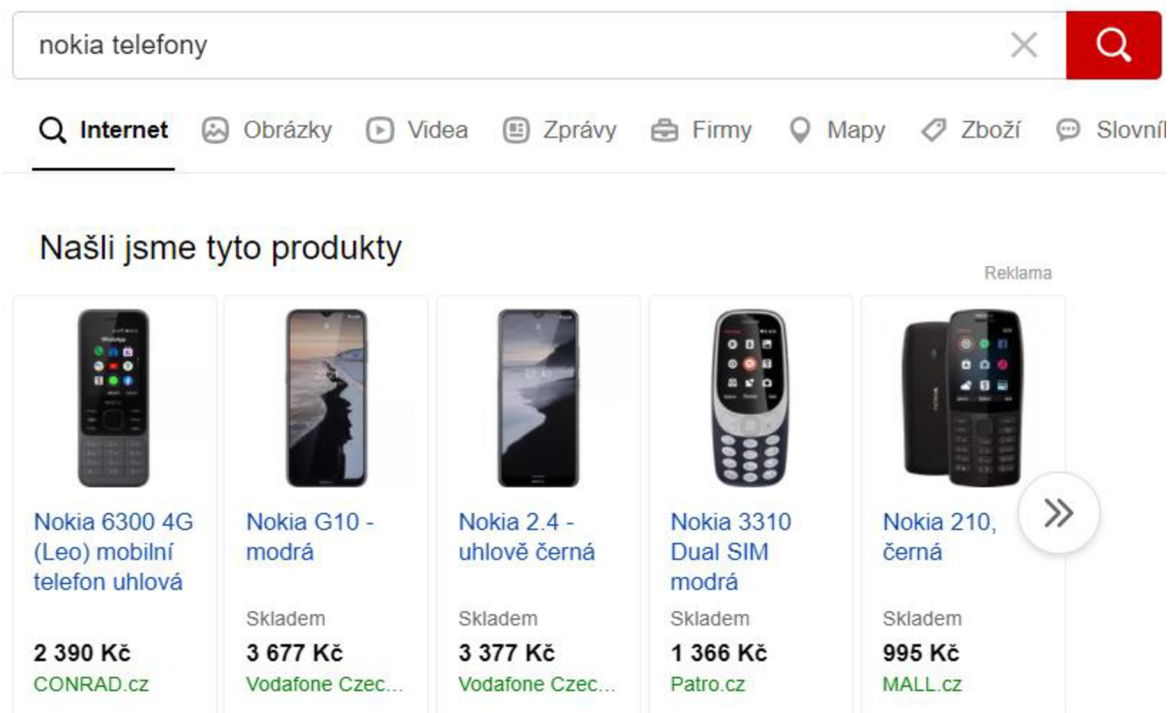 nokia telefony
Internet Obrázky Videa Zprávy Firmy Mapy Zboží
Našli jsme tyto produkty
Reklama
Nokia 6300 4G
(Leo) mobilní
telefon uhlová
2 390 Kč
CONRAD.cz
Nokia G10 -
modrá
Skladem
3 677 Kč
Vodafone Czec...
Nokia 2.4 -
uhlově černá
Skladem
3 377 Kč
Vodafone Czec...
Nokia 3310
Dual SIM
modrá
Skladem
1 366 Kč
Patro.cz
Nokia 210,
černá
Skladem
995 Kč
MALL.cz